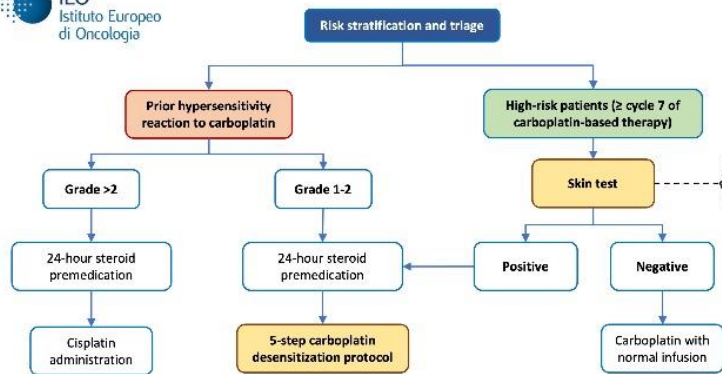 IEO
Istituto Europeo
di Oncologia
Risk stratification and triage
Prior hypersensitivity
reaction to carboplatin
High-risk patients (≥ cycle 7 of
carboplatin-based therapy)
Grade >2
Grade 1-2
Skin test
24-hour steroid
premedication
24-hour steroid
premedication
Positive
Negative
Cisplatin
administration
5-step carboplatin
desensitization protocol
Carboplatin with
normal infusion